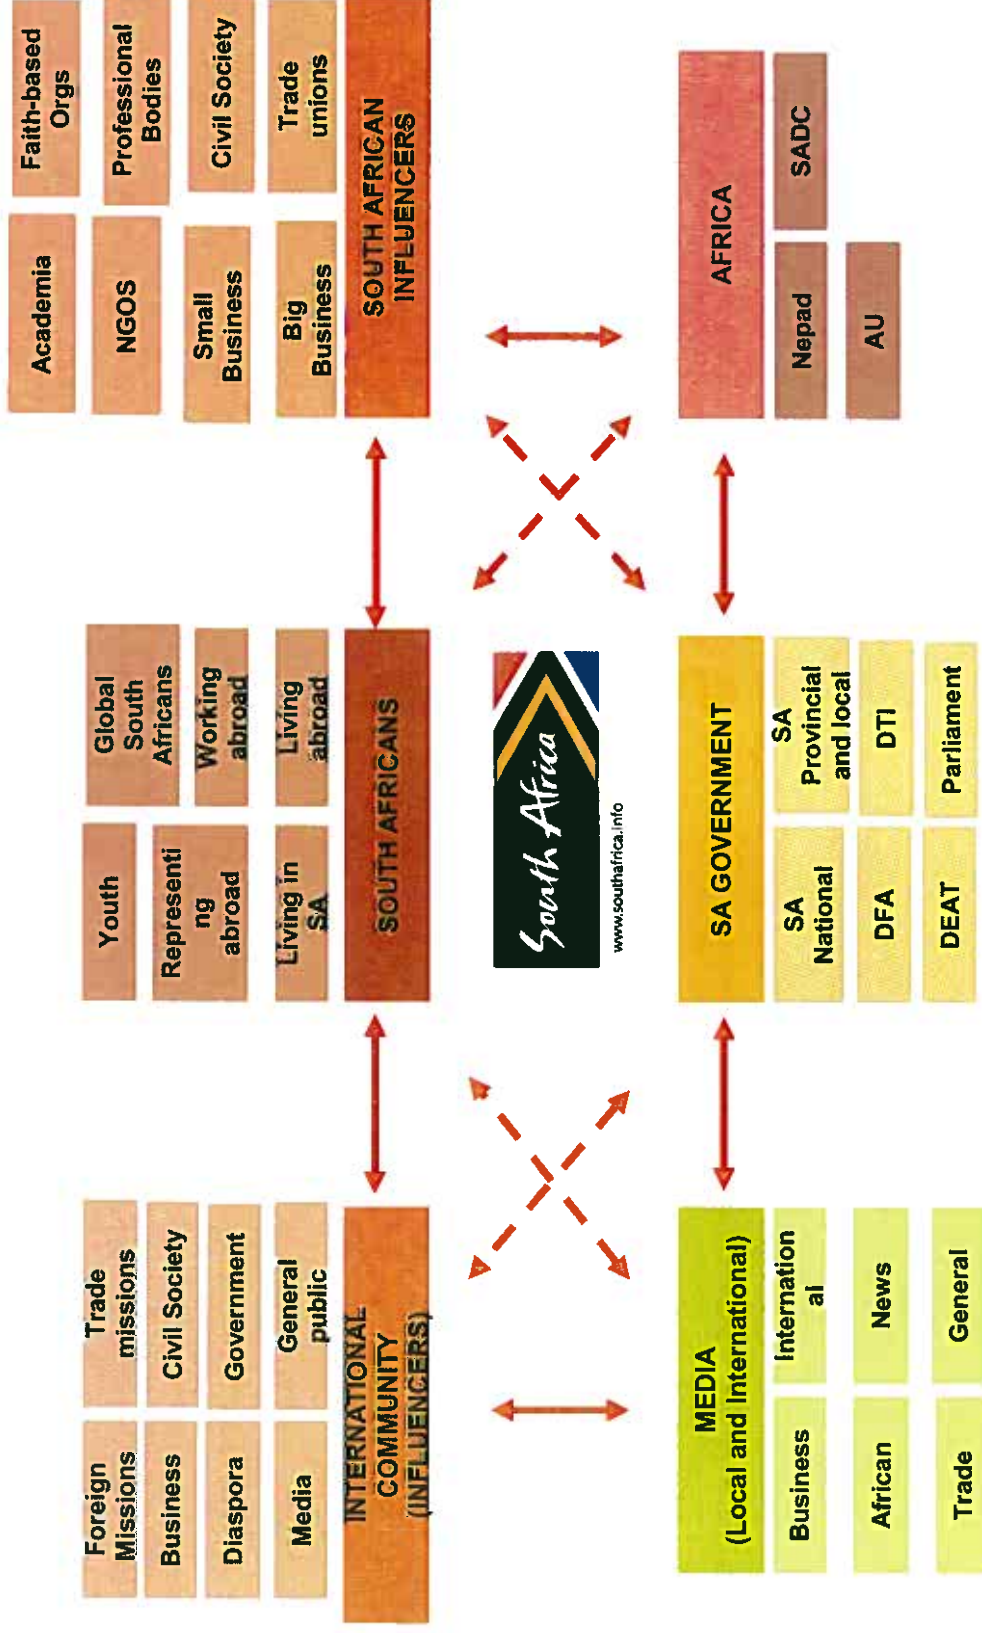 Foreign
Missions
Trade
missions
Business
Civil Society
Diaspora
Government
Media
General
public
INTERNATIONAL
COMMUNITY
(INFLUENCERS)
Youth
Global
South
Africans
Representi
ng
abroad
Working
abroad
Living in
SA
Living
abroad
SOUTH AFRICANS
Academia
Faith-based
Orgs
NGOS
Professional
Bodies
Small
Business
Civil Society
Big
Business
Trade
unions
SOUTH AFRICAN
INFLUENCERS
South Africa
www.southafrica.info
MEDIA
(Local and International)
Business
Internation
al
African
News
Trade
General
SA GOVERNMENT
SA
National
SA
Provincial
and local
DFA
DTI
DEAT
Parliament
AFRICA
Nepad
SADC
AU